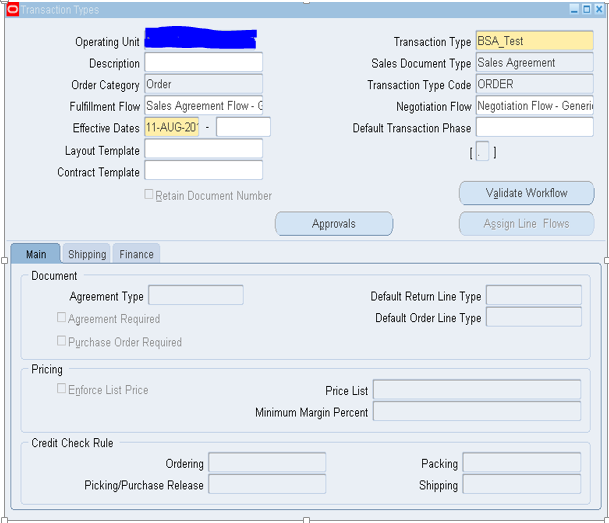 Transaction Types
Operating Unit
Transaction Type BSA_Test
Description
Sales Document Type Sales Agreement
Order Category Order
Transaction Type Code ORDER
Fulfillment Flow Sales Agreement Flow - G
Negotiation Flow Negotiation Flow - Generic
Effective Dates 11-AUG-201 -
Default Transaction Phase
Layout Template
[ . ]
Contract Template
Retain Document Number
Validate Workflow
Approvals
Assign Line Flows
Main Shipping Finance
Document
Agreement Type
Default Return Line Type
Agreement Required
Default Order Line Type
Purchase Order Required
Pricing
Enforce List Price
Price List
Minimum Margin Percent
Credit Check Rule
Ordering
Packing
Picking/Purchase Release
Shipping